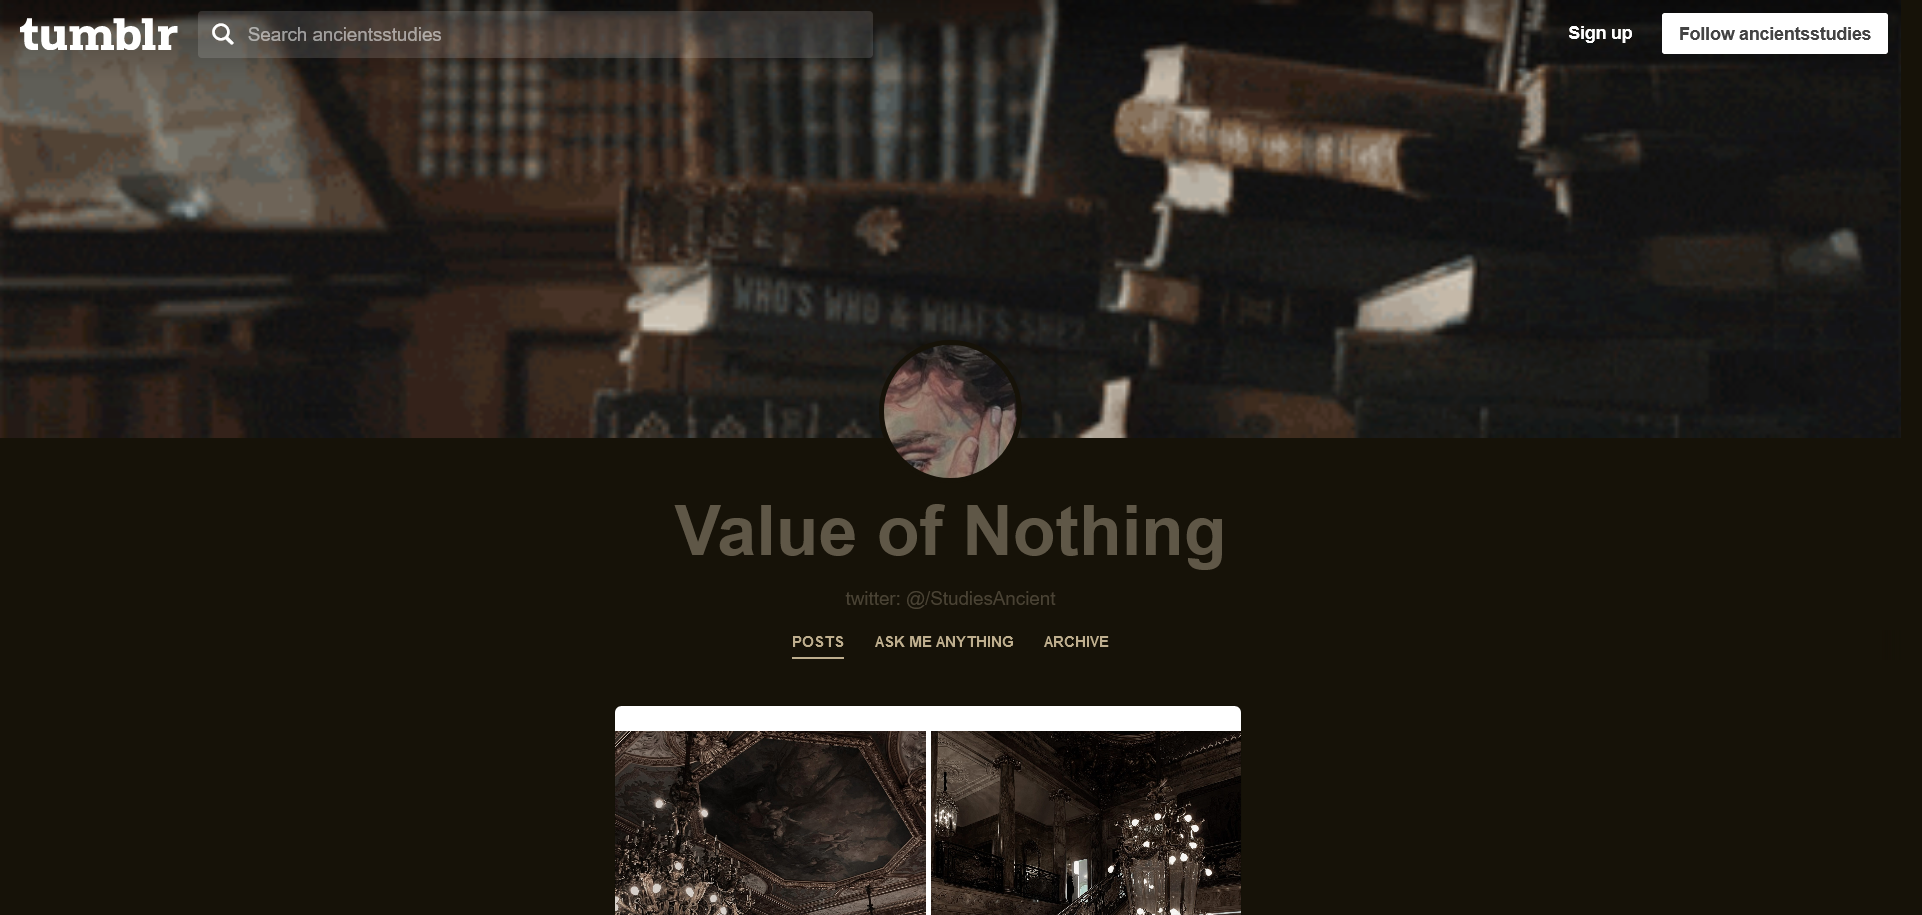 tumblr
Search ancientsstudies
Sign up
Follow ancientsstudies
WHO'S WHO & WHAT'S SHE?
Value of Nothing
twitter: @/StudiesAncient
POSTS
ASK ME ANYTHING
ARCHIVE